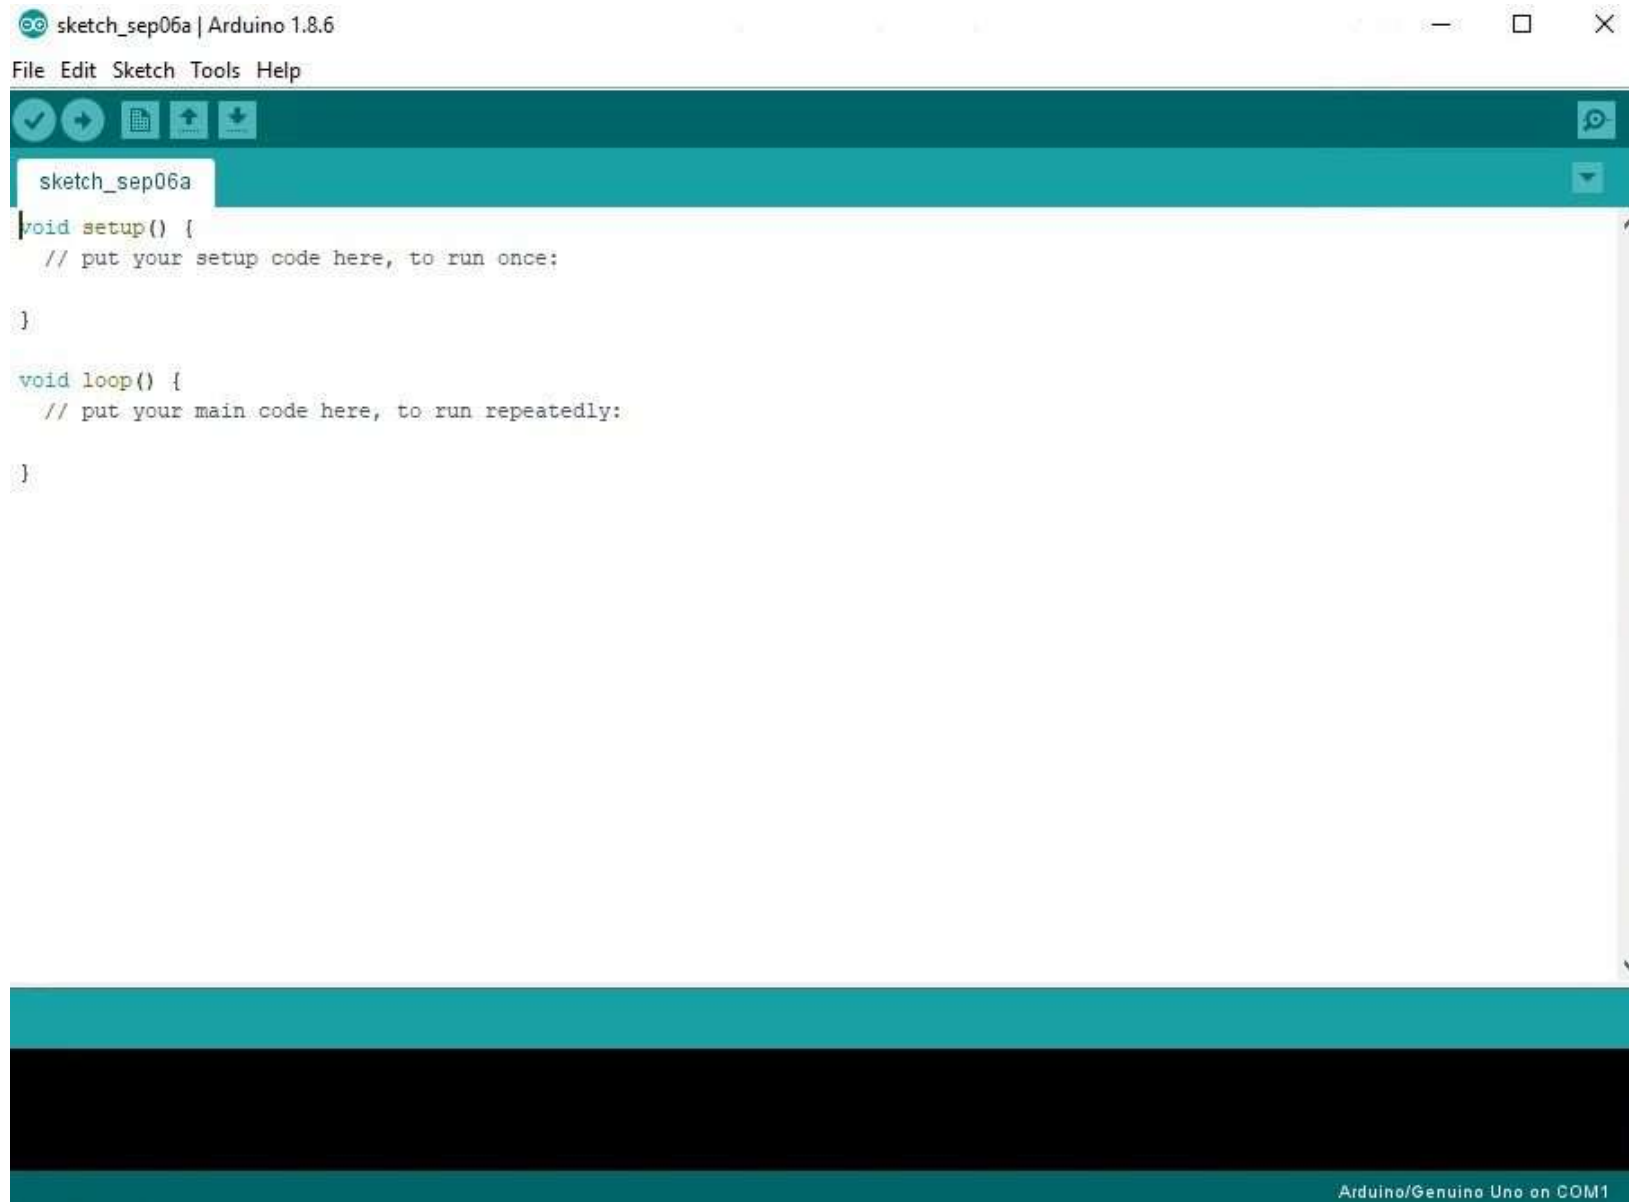 sketch_sep06a | Arduino 1.8.6
File Edit Sketch Tools Help
sketch_sep06a
void setup() {
  // put your setup code here, to run once:
}
void loop() {
  // put your main code here, to run repeatedly:
}
Arduino/Genuino Uno on COM1